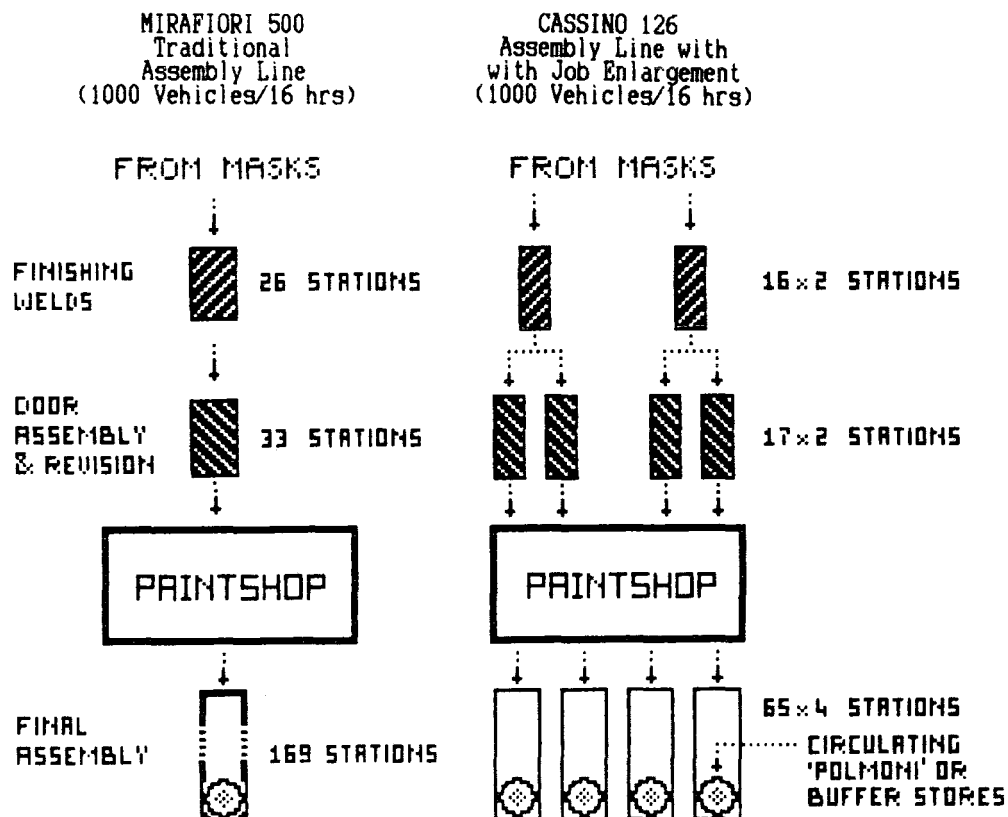 MIRAFIORI 500
Traditional
Assembly Line
(1000 Vehicles/16 hrs)
CASSINO 126
Assembly Line with
with Job Enlargement
(1000 Vehicles/16 hrs)
FROM MASKS
FROM MASKS
FINISHING
WELDS
26 STATIONS
16×2 STATIONS
DOOR
ASSEMBLY
& REVISION
33 STATIONS
17×2 STATIONS
PAINTSHOP
PAINTSHOP
FINAL
ASSEMBLY
169 STATIONS
65×4 STATIONS
CIRCULATING
'POLMONI' OR
BUFFER STORES